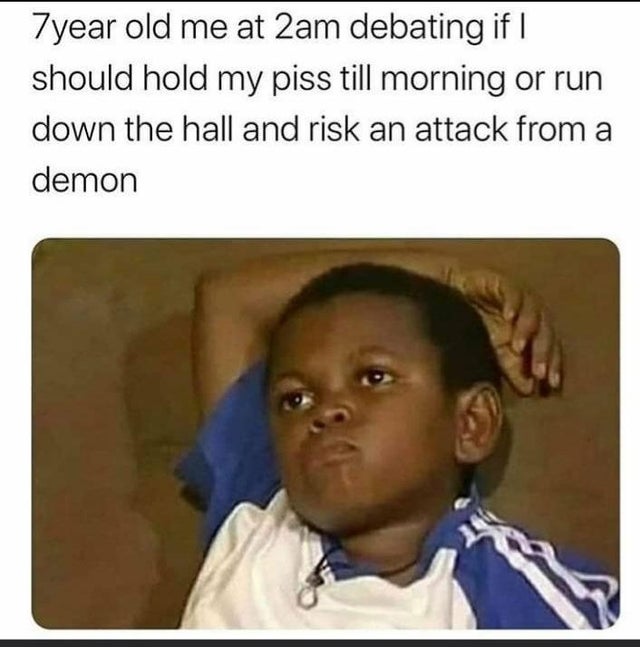 7year old me at 2am debating if I
should hold my piss till morning or run
down the hall and risk an attack from a
demon